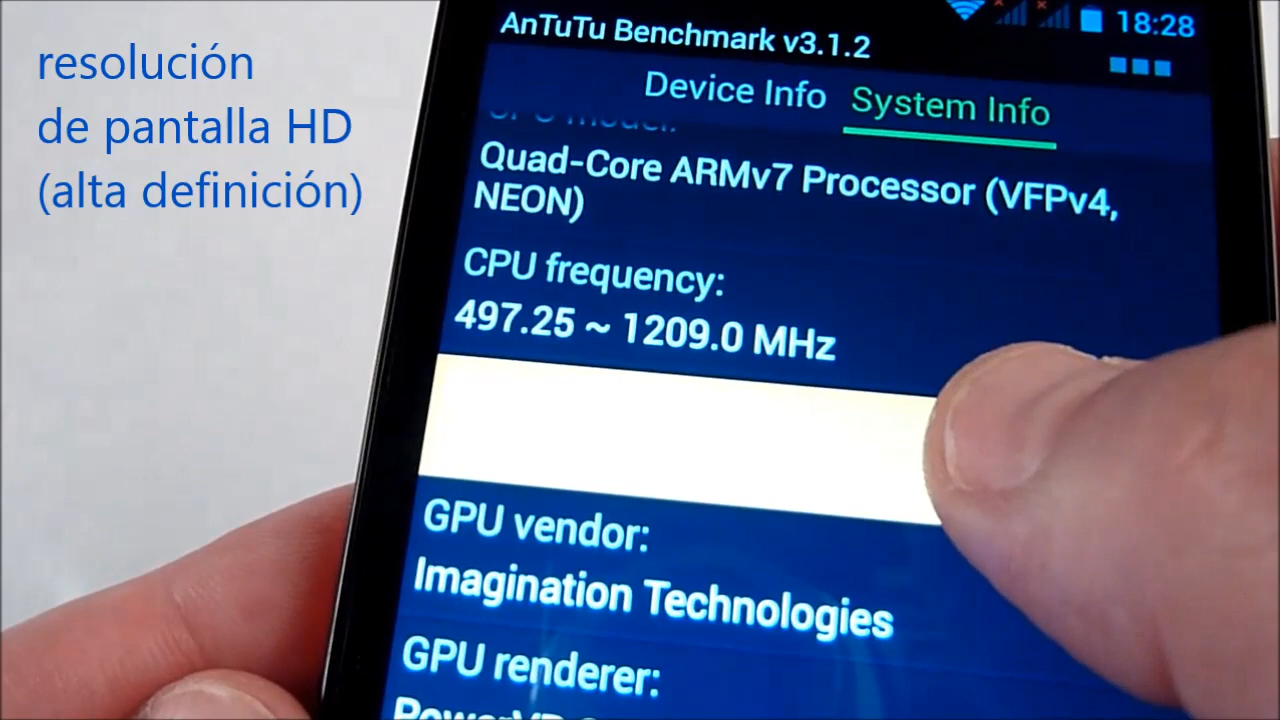 resolución
de pantalla HD
(alta definición)
18:28
AnTuTu Benchmark v3.1.2
Device Info System Info
model:
Quad-Core ARMv7 Processor (VFPv4,
NEON)
CPU frequency:
497.25 ~ 1209.0 MHz
GPU vendor:
Imagination Technologies
GPU renderer: